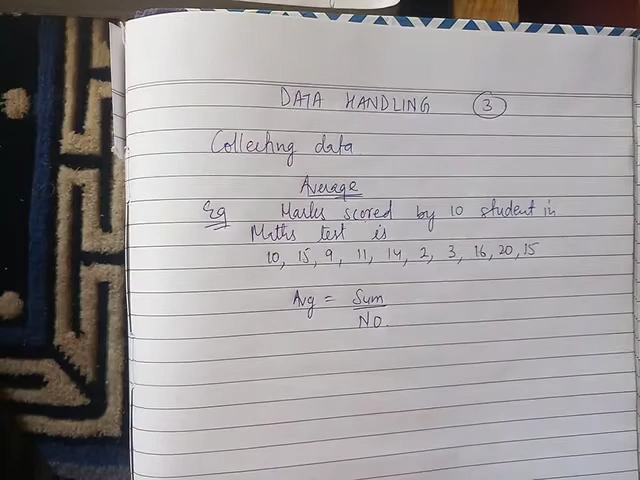 DATA HANDLING 3
Collecting data
Average
Eg Marks scored by 10 student in
Maths test is
10, 15, 9, 11, 14, 2, 3, 16, 20, 15
Avg = Sum
No.